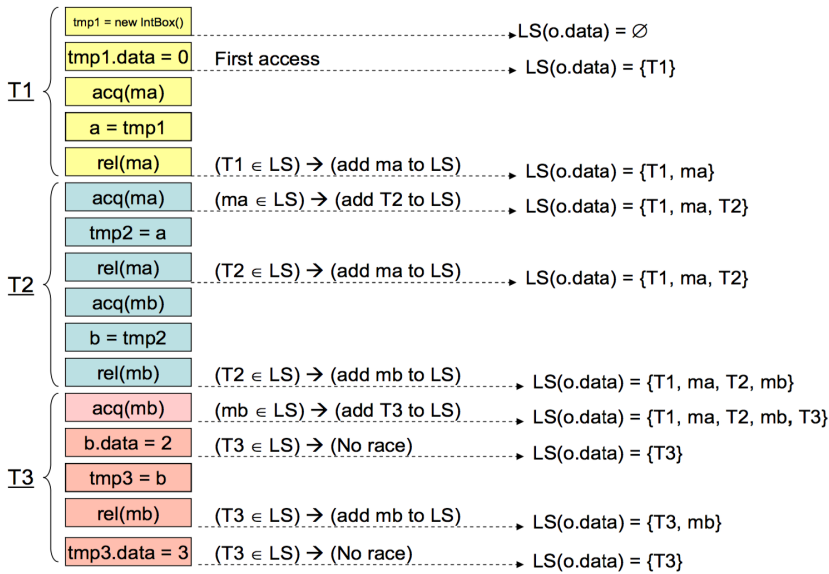 tmp1 = new IntBox()
LS(o.data) = ∅
tmp1.data = 0 First access
LS(o.data) = {T1}
T1
acq(ma)
a = tmp1
rel(ma) (T1 ∈ LS) → (add ma to LS)
LS(o.data) = {T1, ma}
acq(ma) (ma ∈ LS) → (add T2 to LS)
LS(o.data) = {T1, ma, T2}
tmp2 = a
rel(ma) (T2 ∈ LS) → (add ma to LS)
LS(o.data) = {T1, ma, T2}
T2
acq(mb)
b = tmp2
rel(mb) (T2 ∈ LS) → (add mb to LS)
LS(o.data) = {T1, ma, T2, mb}
acq(mb) (mb ∈ LS) → (add T3 to LS)
LS(o.data) = {T1, ma, T2, mb, T3}
b.data = 2 (T3 ∈ LS) → (No race)
LS(o.data) = {T3}
T3
tmp3 = b
rel(mb) (T3 ∈ LS) → (add mb to LS)
LS(o.data) = {T3, mb}
tmp3.data = 3 (T3 ∈ LS) → (No race)
LS(o.data) = {T3}